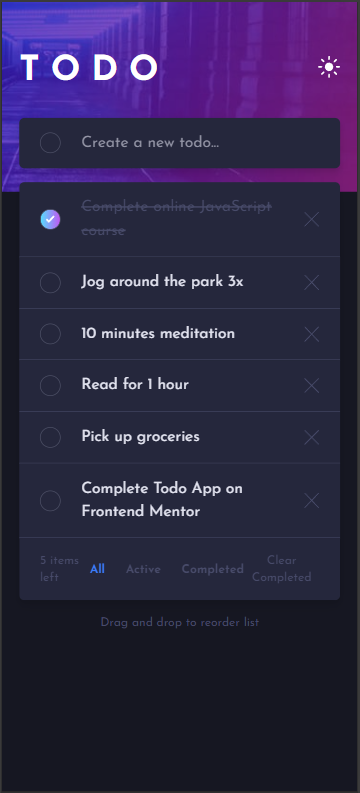 TODO
Create a new todo...
Complete online JavaScript
course
Jog around the park 3x
10 minutes meditation
Read for 1 hour
Pick up groceries
Complete Todo App on
Frontend Mentor
5 items
left
All
Active
Completed
Clear
Completed
Drag and drop to reorder list